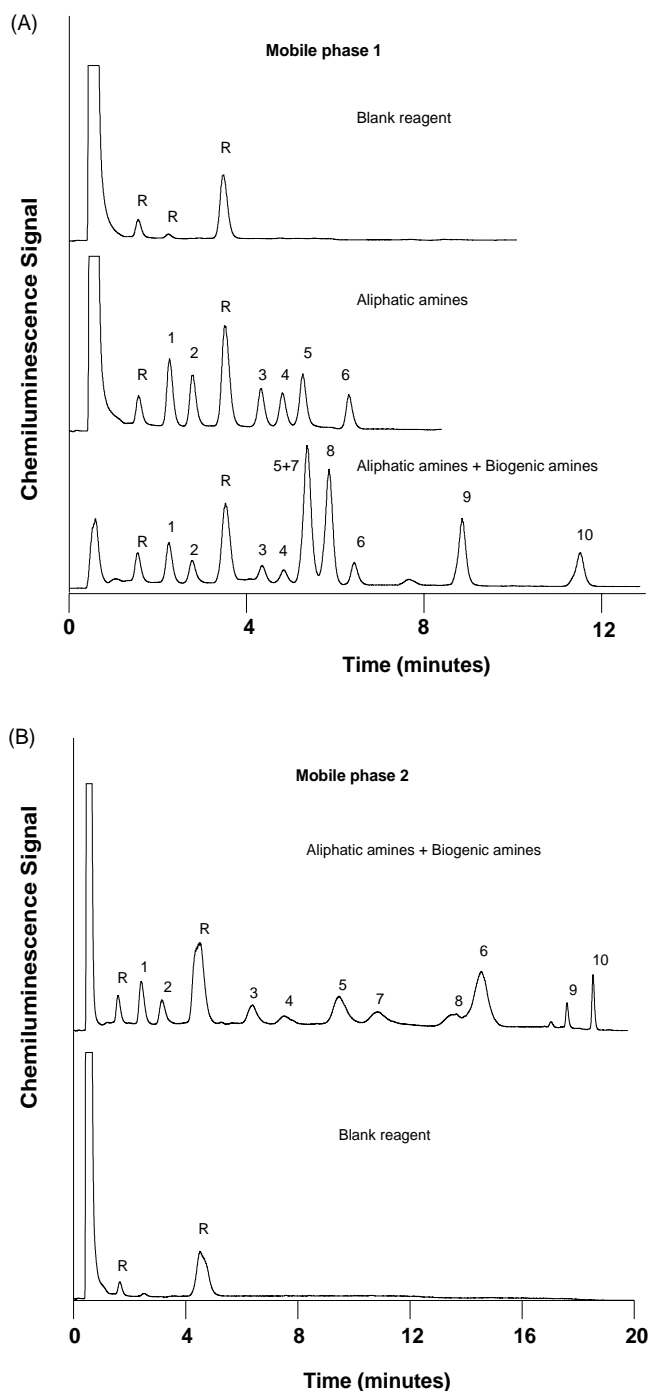 (A)
Mobile phase 1
Blank reagent
R
R
R
Aliphatic amines
R
1
2
R
3
4
5
6
Aliphatic amines + Biogenic amines
R
1
2
R
3
4
5+7
8
6
9
10
Chemiluminescence Signal
0 4 8 12
Time (minutes)
(B)
Mobile phase 2
Aliphatic amines + Biogenic amines
R
1
2
R
3
4
5
7
8
6
9
10
Blank reagent
R
R
Chemiluminescence Signal
0 4 8 12 16 20
Time (minutes)